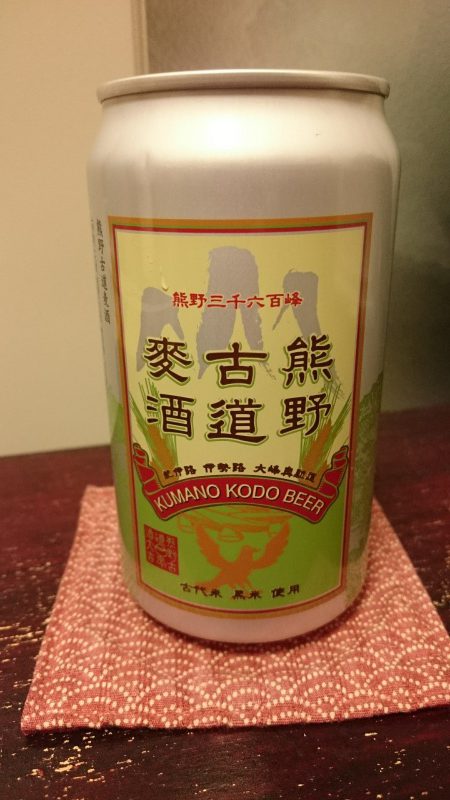 熊野三千六百峰
熊野
古道
麥酒
紀伊路 伊勢路 大峰奥駈道
KUMANO KODO BEER
古代米 黒米 使用
熊野古道麦酒